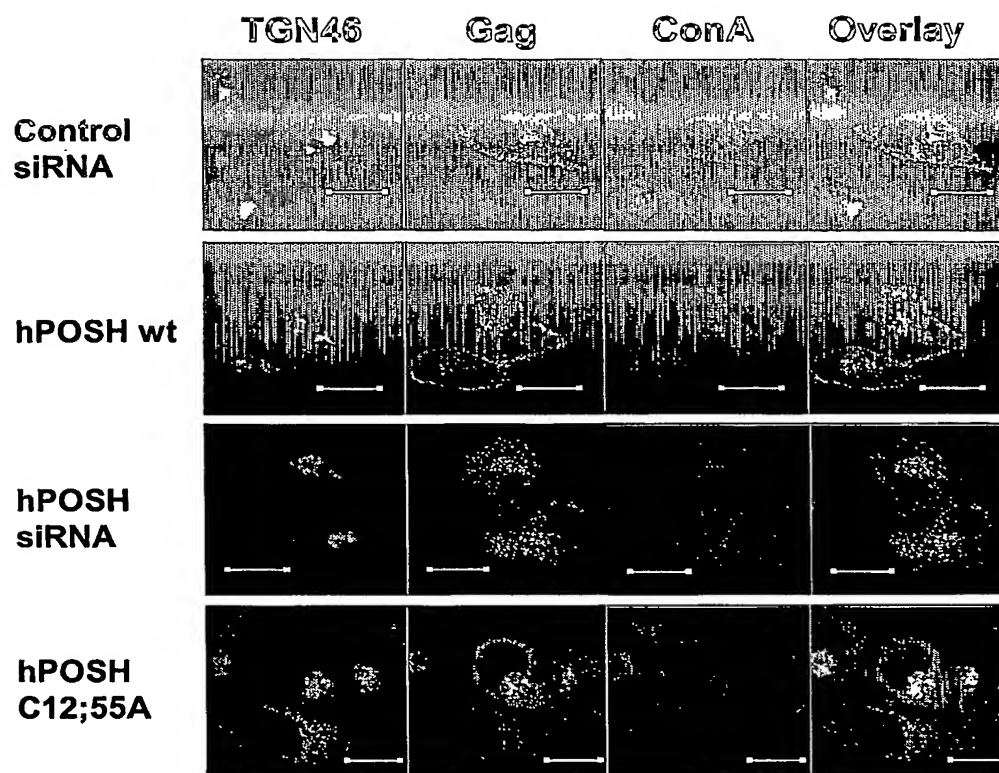 TGN46 Gag ConA Overlay
Control
siRNA
hPOSH wt
hPOSH
siRNA
hPOSH
C12;55A